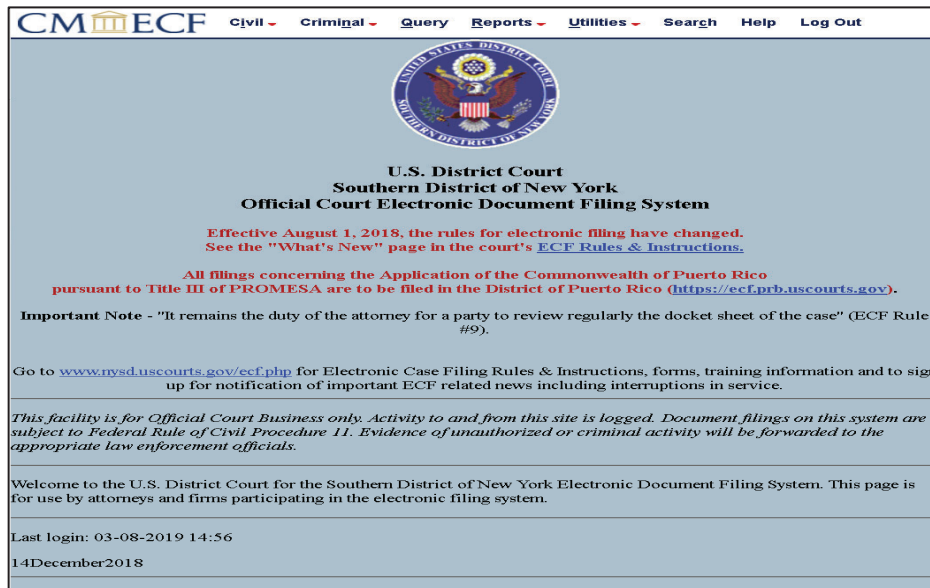 CM ECF Civil Criminal Query Reports Utilities Search Help Log Out
UNITED STATES DISTRICT COURT
SOUTHERN DISTRICT OF NEW YORK
U.S. District Court
Southern District of New York
Official Court Electronic Document Filing System
Effective August 1, 2018, the rules for electronic filing have changed.
See the "What's New" page in the court's ECF Rules & Instructions.
All filings concerning the Application of the Commonwealth of Puerto Rico
pursuant to Title III of PROMESA are to be filed in the District of Puerto Rico (https://ecf.prb.uscourts.gov).
Important Note - "It remains the duty of the attorney for a party to review regularly the docket sheet of the case" (ECF Rule
#9).
Go to www.nysd.uscourts.gov/ecf.php for Electronic Case Filing Rules & Instructions, forms, training information and to sig
up for notification of important ECF related news including interruptions in service.
This facility is for Official Court Business only. Activity to and from this site is logged. Document filings on this system are
subject to Federal Rule of Civil Procedure 11. Evidence of unauthorized or criminal activity will be forwarded to the
appropriate law enforcement officials.
Welcome to the U.S. District Court for the Southern District of New York Electronic Document Filing System. This page is
for use by attorneys and firms participating in the electronic filing system.
Last login: 03-08-2019 14:56
14December2018